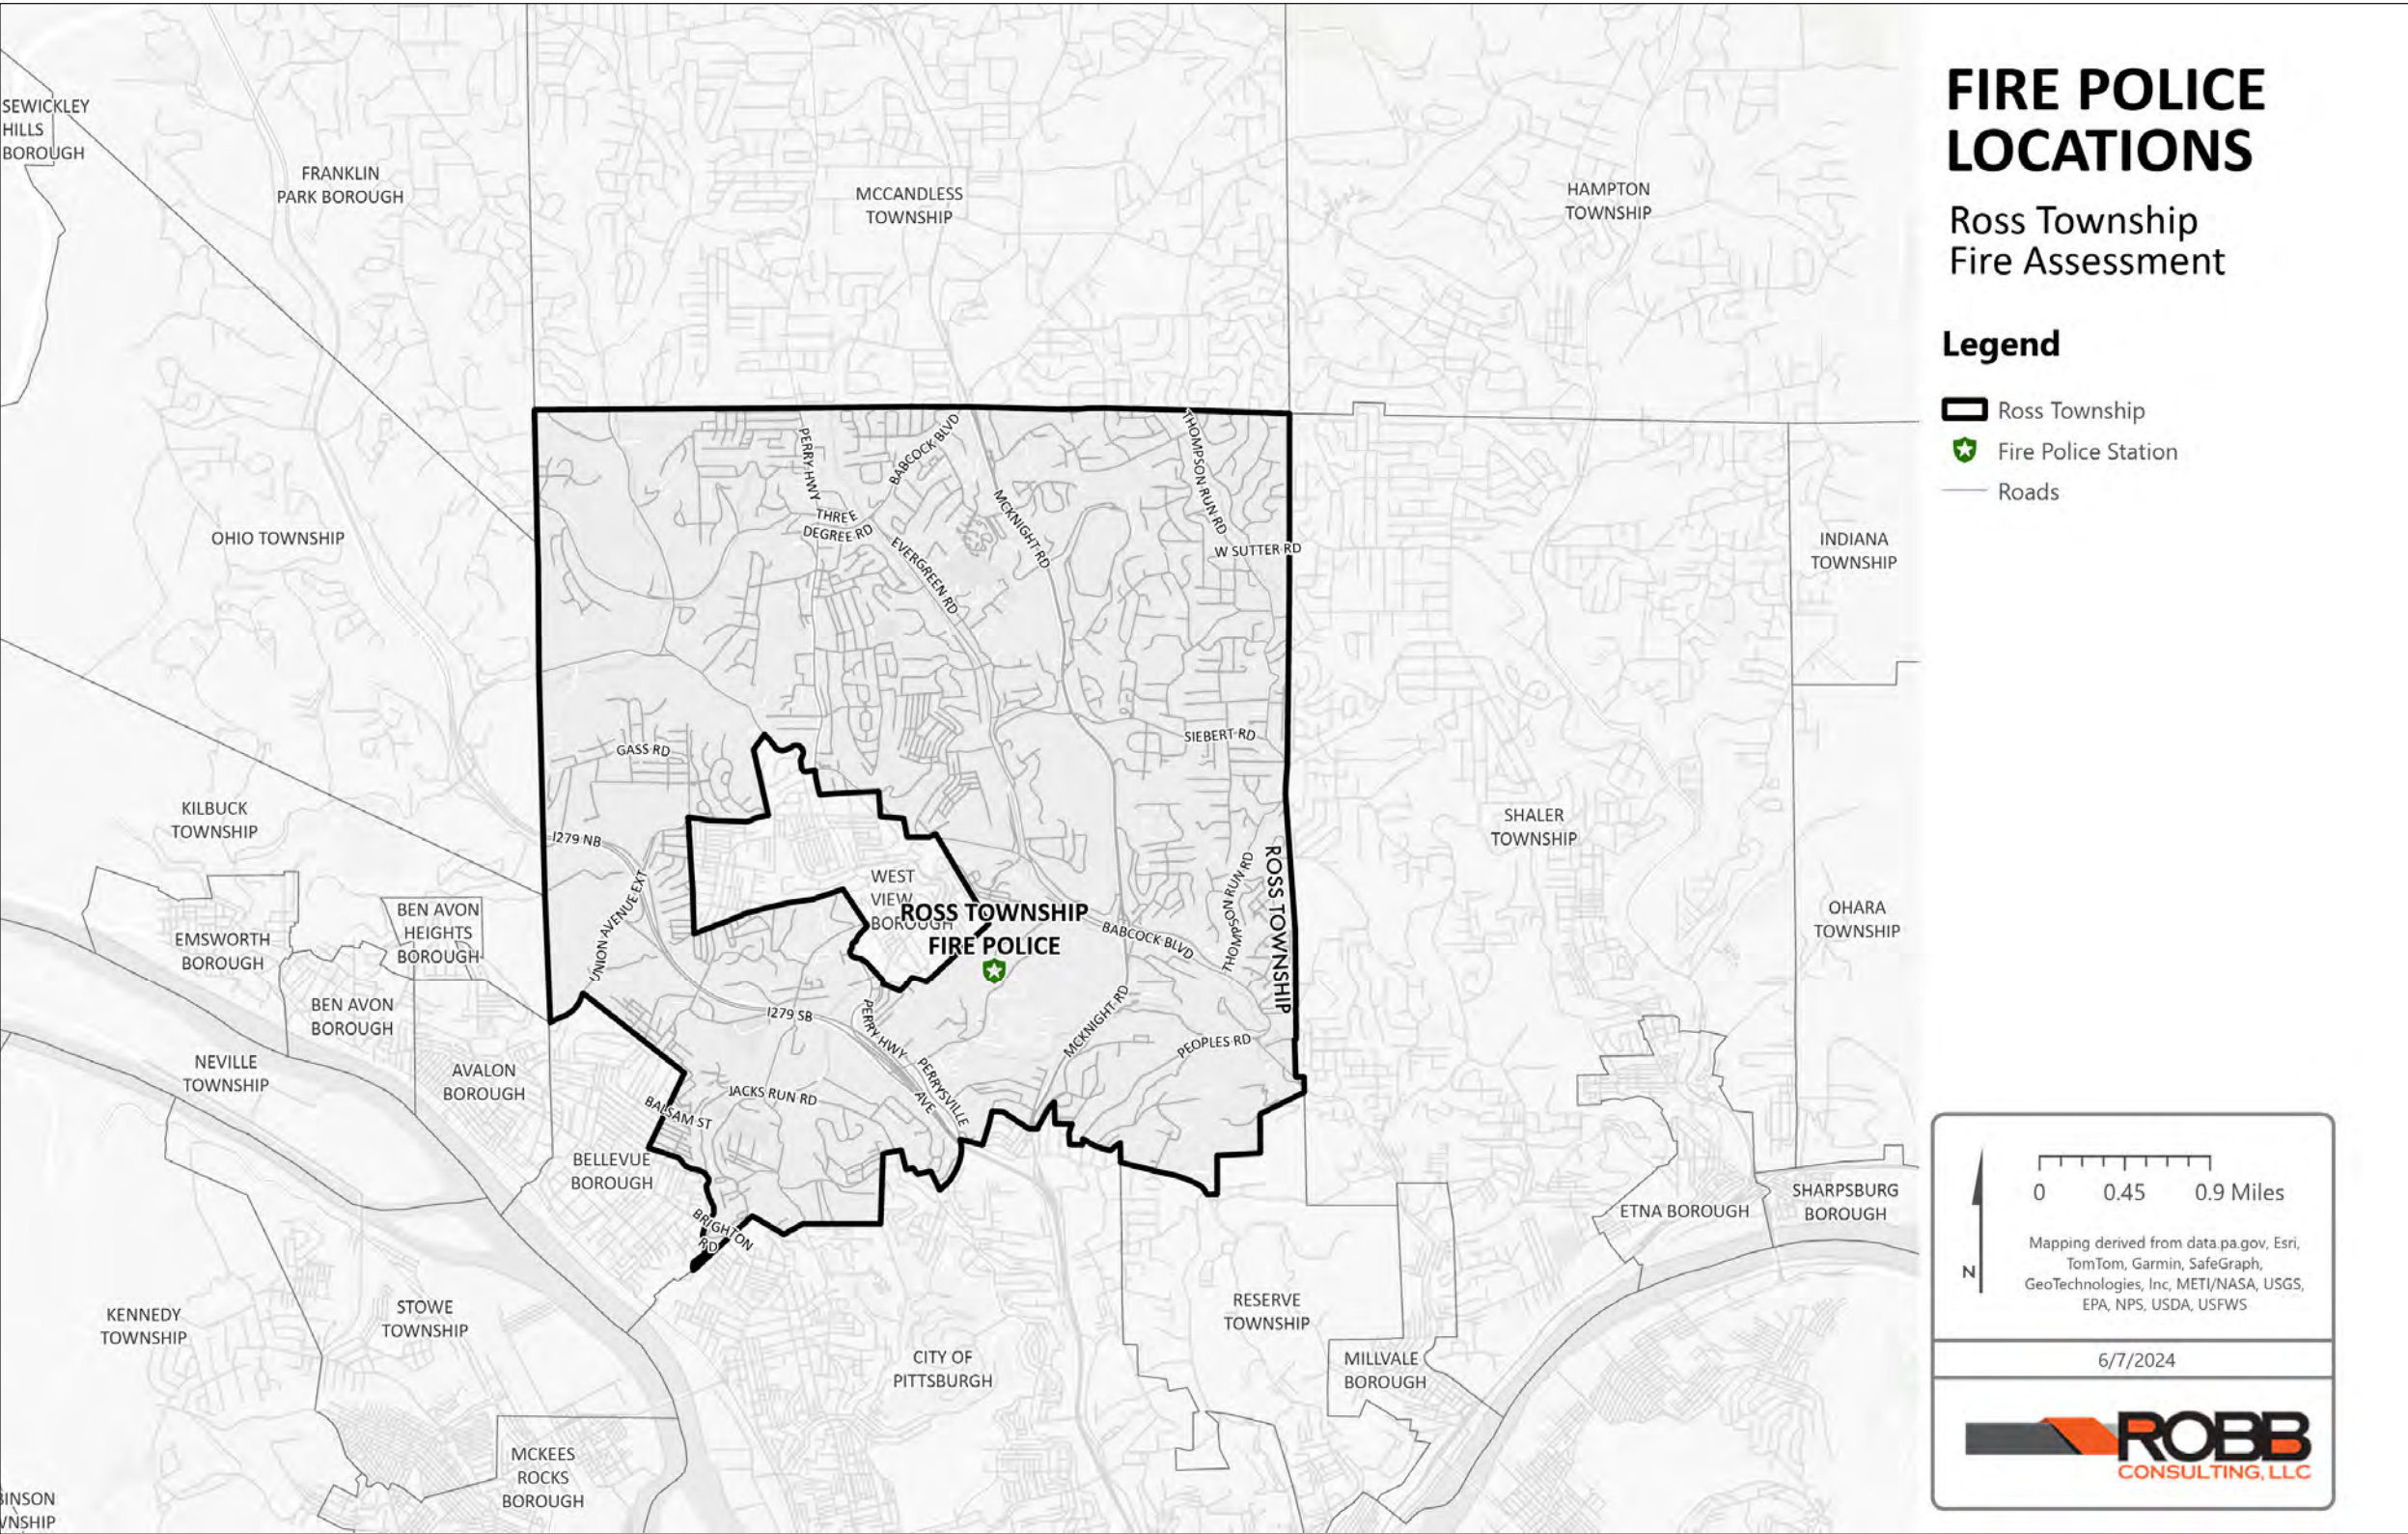 FIRE POLICE
LOCATIONS
Ross Township
Fire Assessment
Legend
Ross Township
Fire Police Station
Roads
SEWICKLEY
HILLS
BOROUGH
FRANKLIN
PARK BOROUGH
MCCANDLESS
TOWNSHIP
HAMPTON
TOWNSHIP
OHIO TOWNSHIP
INDIANA
TOWNSHIP
PERRY HWY
BABCOCK BLVD
THOMPSON RUN RD
THREE
DEGREE RD
MCKNIGHT RD
EVERGREEN RD
W SUTTER RD
GASS RD
SIEBERT RD
KILBUCK
TOWNSHIP
SHALER
TOWNSHIP
I279 NB
UNION AVENUE EXT
WEST
VIEW
BOROUGH
ROSS TOWNSHIP
FIRE POLICE
BABCOCK BLVD
THOMPSON RUN RD
ROSS TOWNSHIP
OHARA
TOWNSHIP
BEN AVON
HEIGHTS
BOROUGH
EMSWORTH
BOROUGH
BEN AVON
BOROUGH
I279 SB
PERRY HWY
MCKNIGHT RD
PEOPLES RD
NEVILLE
TOWNSHIP
AVALON
BOROUGH
PERRYSVILLE
AVE
JACKS RUN RD
BALSAM ST
BELLEVUE
BOROUGH
BRIGHTON
RD
ETNA BOROUGH
SHARPSBURG
BOROUGH
KENNEDY
TOWNSHIP
STOWE
TOWNSHIP
RESERVE
TOWNSHIP
CITY OF
PITTSBURGH
MILLVALE
BOROUGH
MCKEES
ROCKS
BOROUGH
BINSON
WNSHIP
0 0.45 0.9 Miles
N
Mapping derived from data.pa.gov, Esri,
TomTom, Garmin, SafeGraph,
GeoTechnologies, Inc, METI/NASA, USGS,
EPA, NPS, USDA, USFWS
6/7/2024
ROBB
CONSULTING, LLC